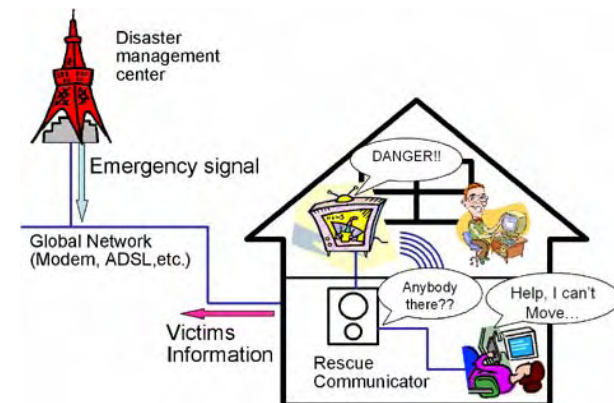 Disaster
management
center
Emergency signal
Global Network
(Modem, ADSL,etc.)
Victims
Information
DANGER!!
Anybody
there??
Help, I can't
Move…
Rescue
Communicator